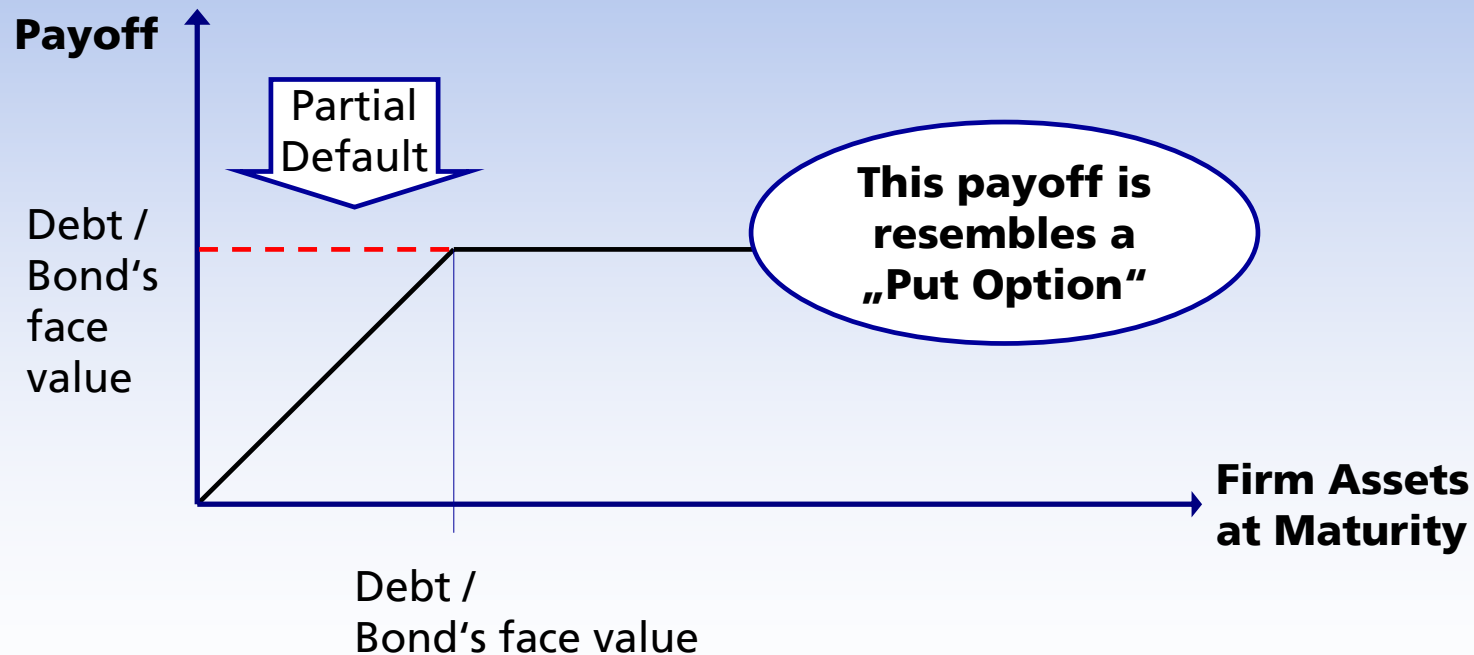 Payoff
Partial
Default
This payoff is
resembles a
„Put Option“
Debt /
Bond‘s
face
value
Firm Assets
at Maturity
Debt /
Bond‘s face value